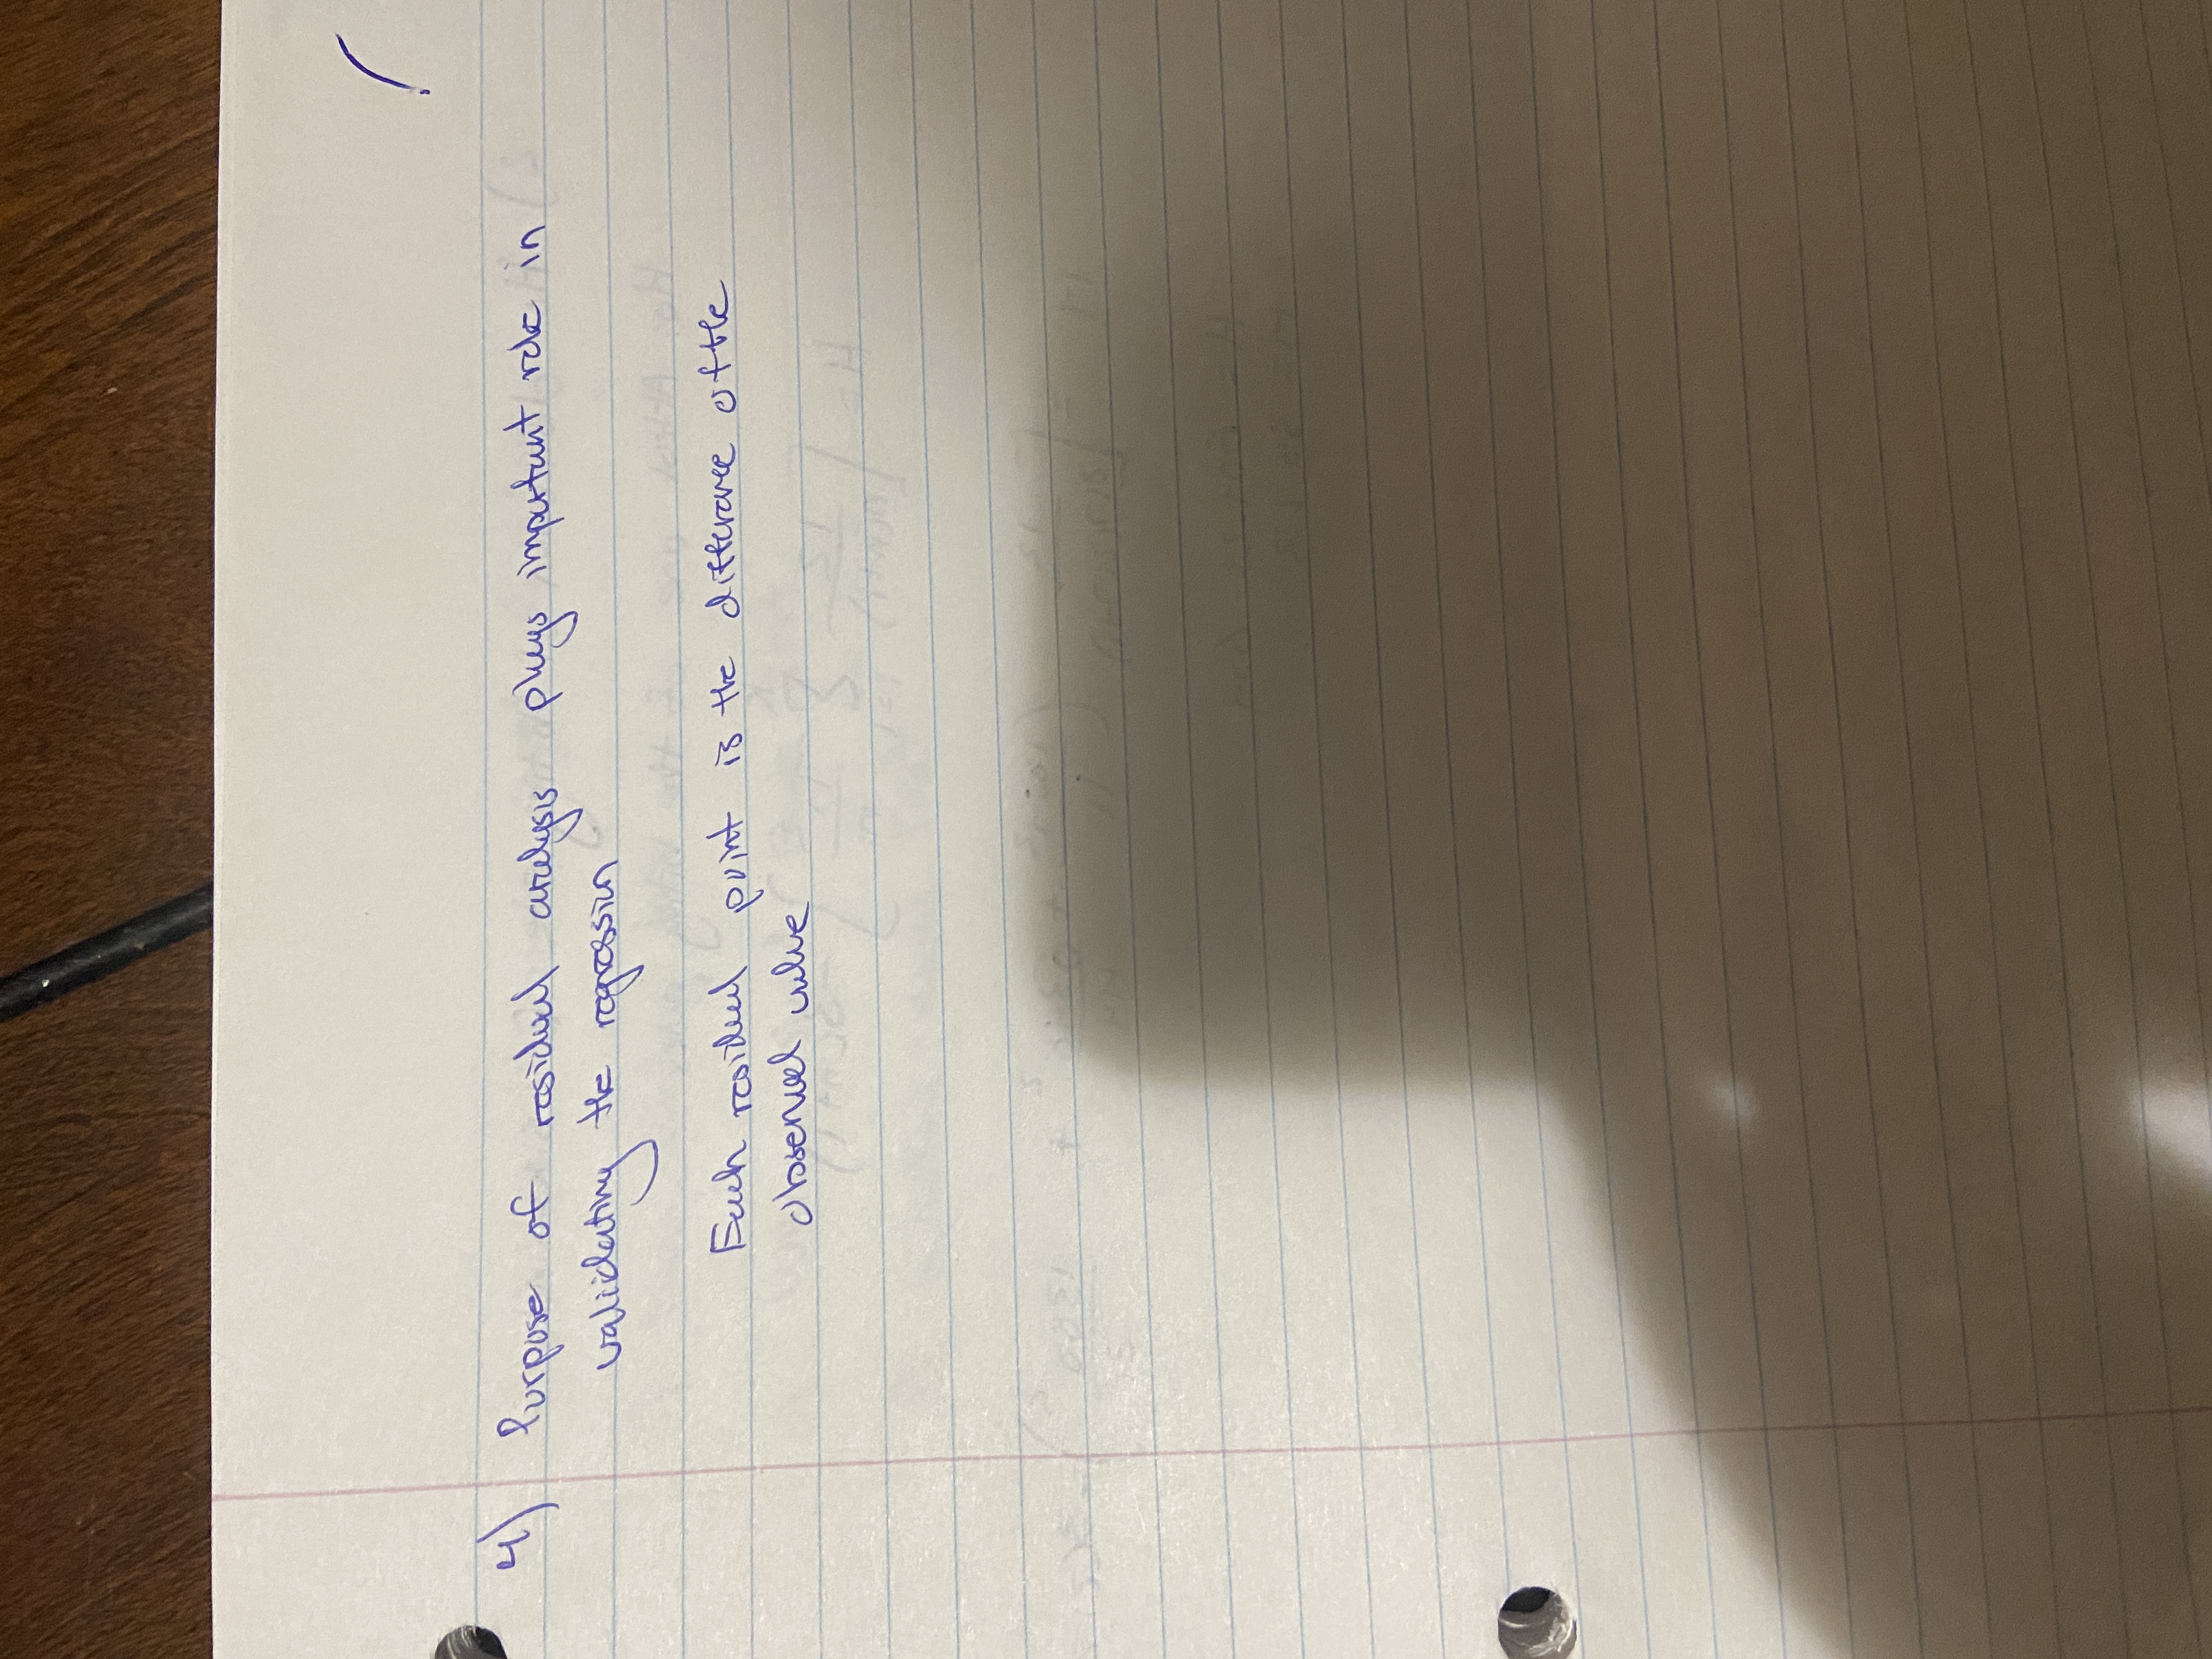 4) Purpose of residual analysis plays important role in
validating the regression
Each residual point is the difference of the
observed value